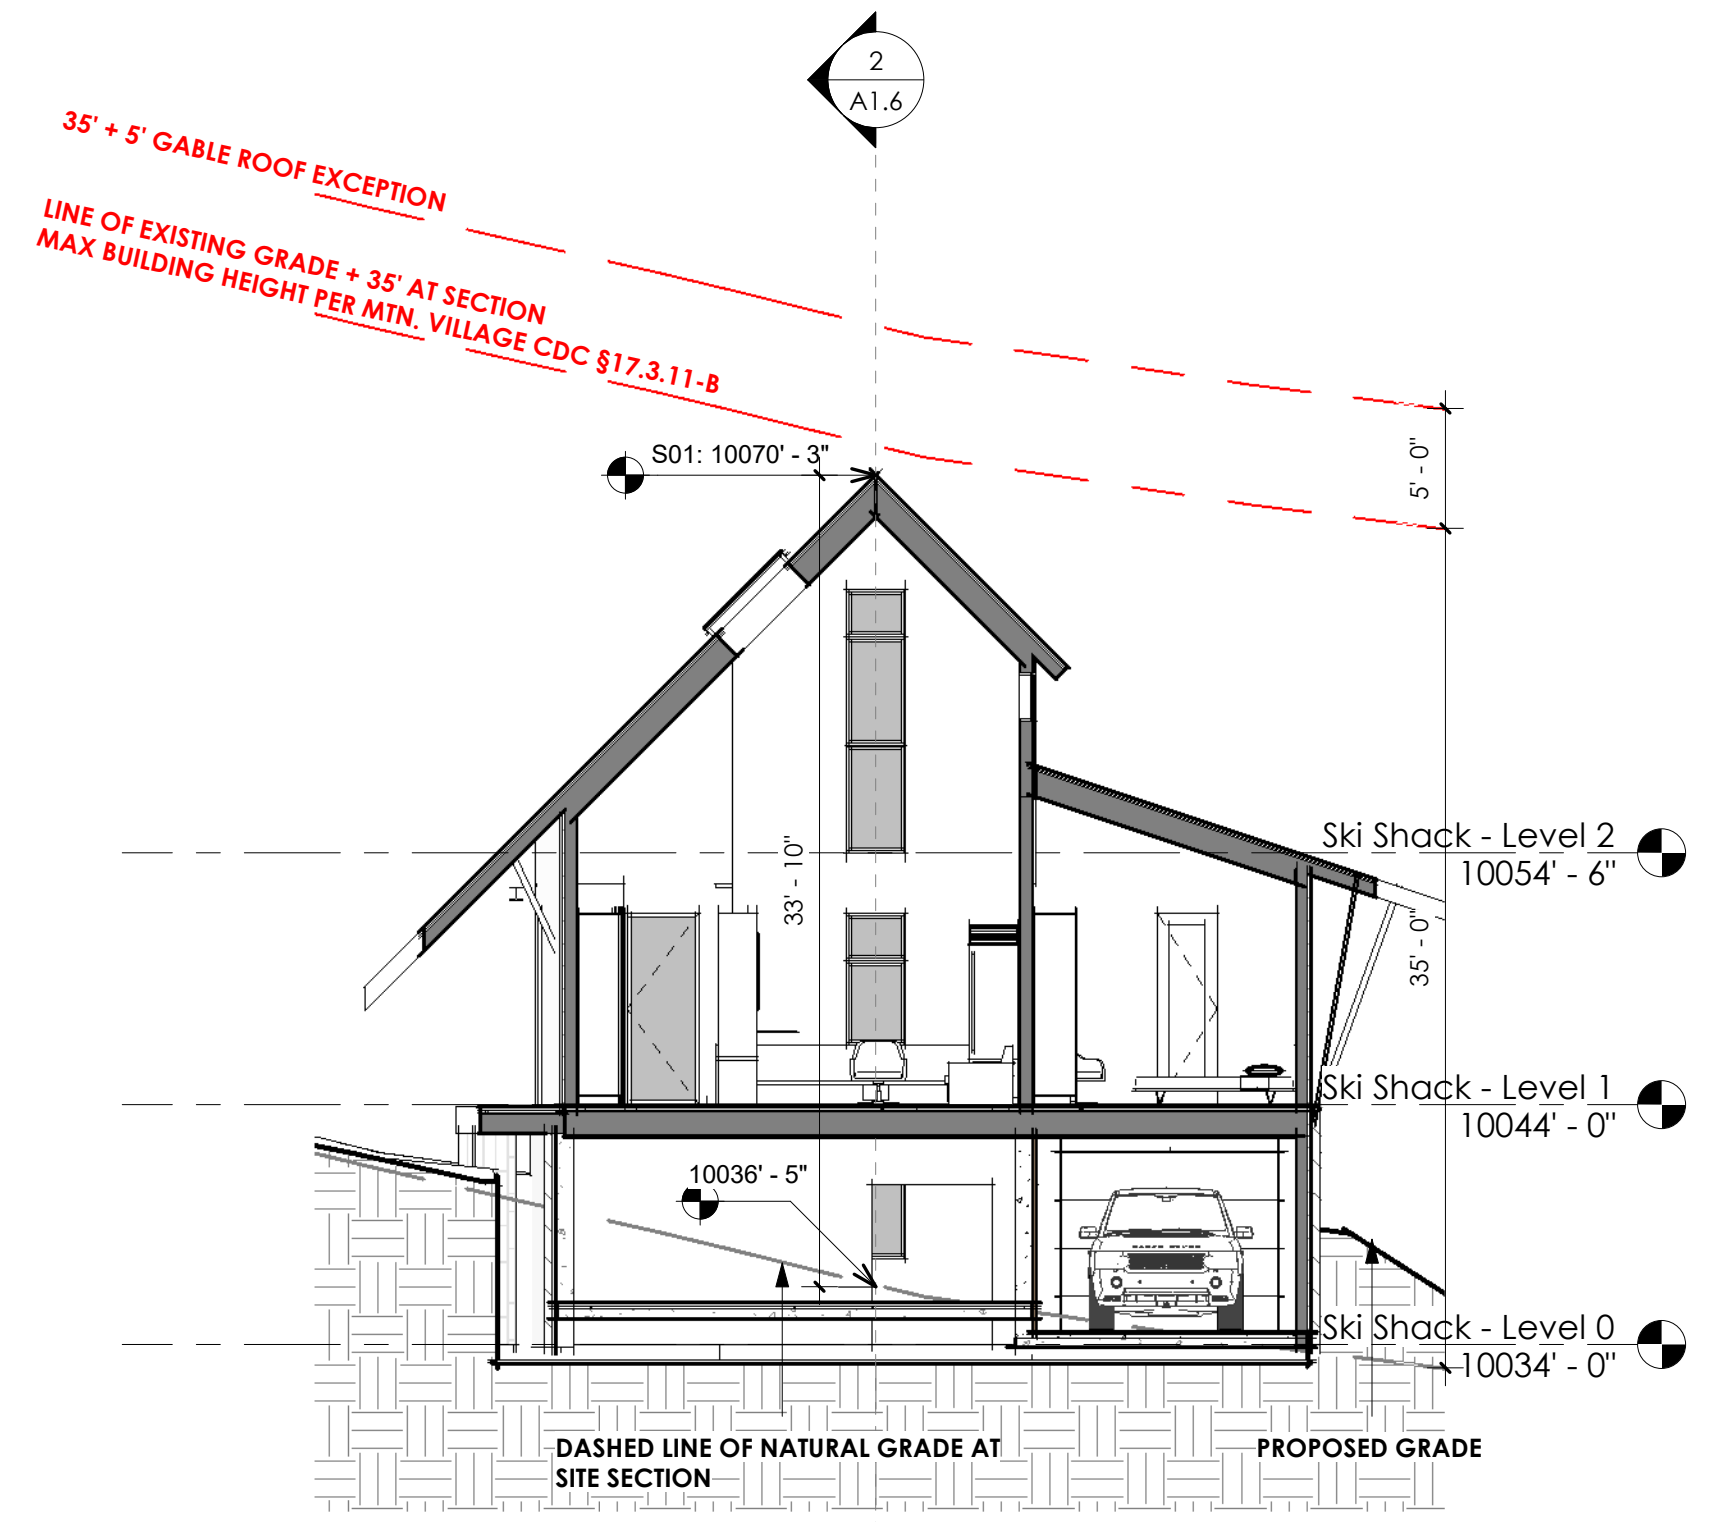 2
A1.6
35' + 5' GABLE ROOF EXCEPTION
LINE OF EXISTING GRADE + 35' AT SECTION
MAX BUILDING HEIGHT PER MTN. VILLAGE CDC §17.3.11-B
S01: 10070' - 3"
5' - 0"
33' - 10"
Ski Shack - Level 2
10054' - 6"
35' - 0"
Ski Shack - Level 1
10044' - 0"
10036' - 5"
Ski Shack - Level 0
10034' - 0"
DASHED LINE OF NATURAL GRADE AT
SITE SECTION
PROPOSED GRADE